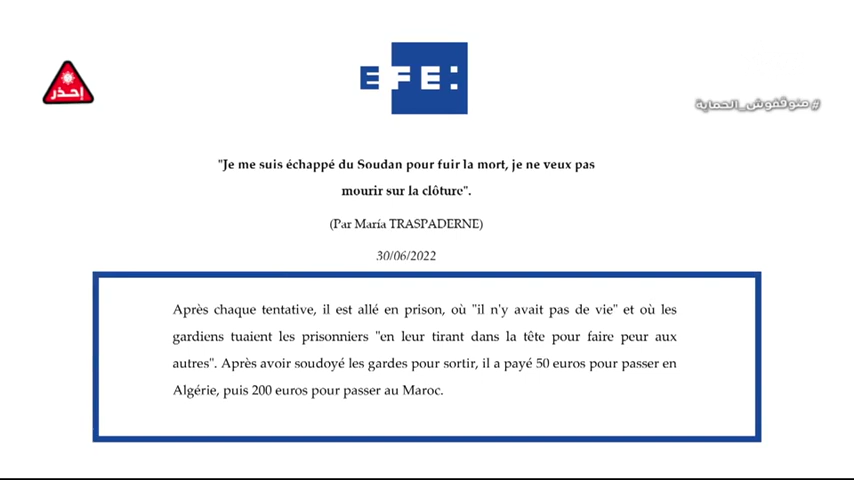 EFE:
إحذر
#منوقفوش_الحماية
"Je me suis échappé du Soudan pour fuir la mort, je ne veux pas
mourir sur la clôture".
(Par María TRASPADERNE)
30/06/2022
Après chaque tentative, il est allé en prison, où "il n'y avait pas de vie" et où les
gardiens tuaient les prisonniers "en leur tirant dans la tête pour faire peur aux
autres". Après avoir soudoyé les gardes pour sortir, il a payé 50 euros pour passer en
Algérie, puis 200 euros pour passer au Maroc.